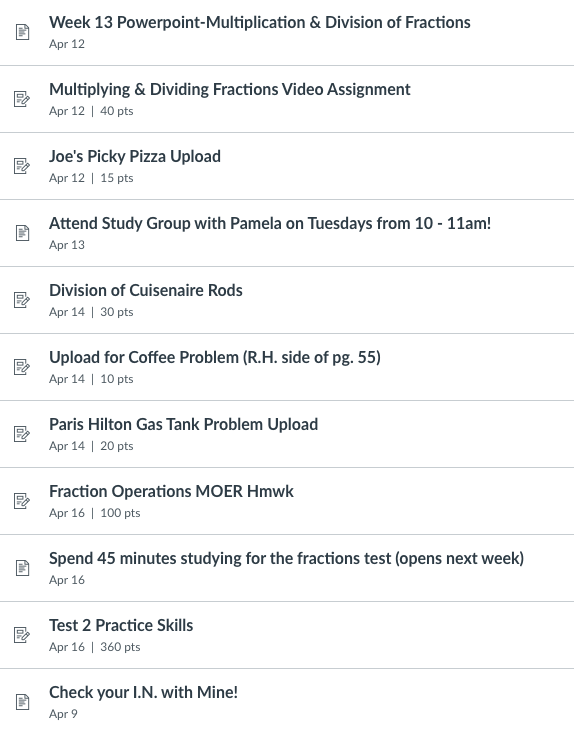 Week 13 Powerpoint-Multiplication & Division of Fractions
Apr 12
Multiplying & Dividing Fractions Video Assignment
Apr 12 | 40 pts
Joe's Picky Pizza Upload
Apr 12 | 15 pts
Attend Study Group with Pamela on Tuesdays from 10 - 11am!
Apr 13
Division of Cuisenaire Rods
Apr 14 | 30 pts
Upload for Coffee Problem (R.H. side of pg. 55)
Apr 14 | 10 pts
Paris Hilton Gas Tank Problem Upload
Apr 14 | 20 pts
Fraction Operations MOER Hmwk
Apr 16 | 100 pts
Spend 45 minutes studying for the fractions test (opens next week)
Apr 16
Test 2 Practice Skills
Apr 16 | 360 pts
Check your I.N. with Mine!
Apr 9